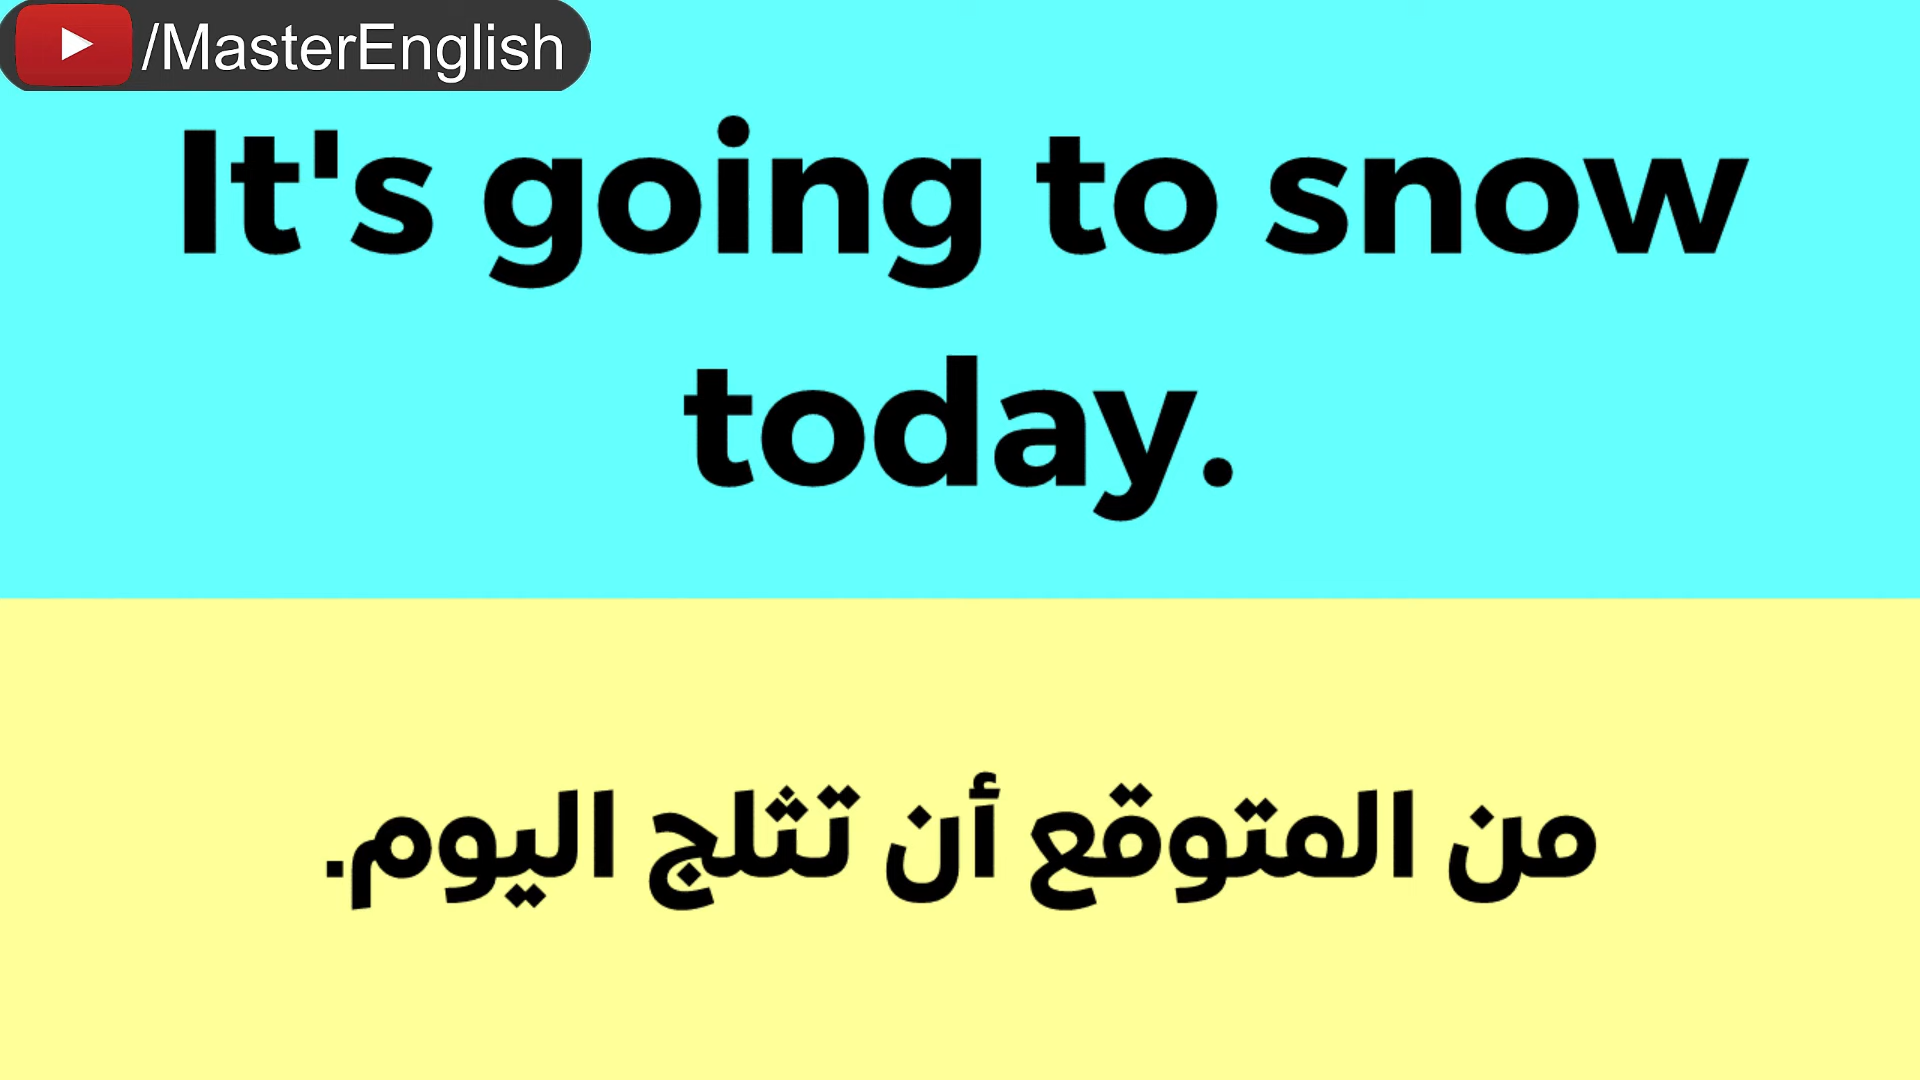 /MasterEnglish
It's going to snow
today.
من المتوقع أن تثلج اليوم.